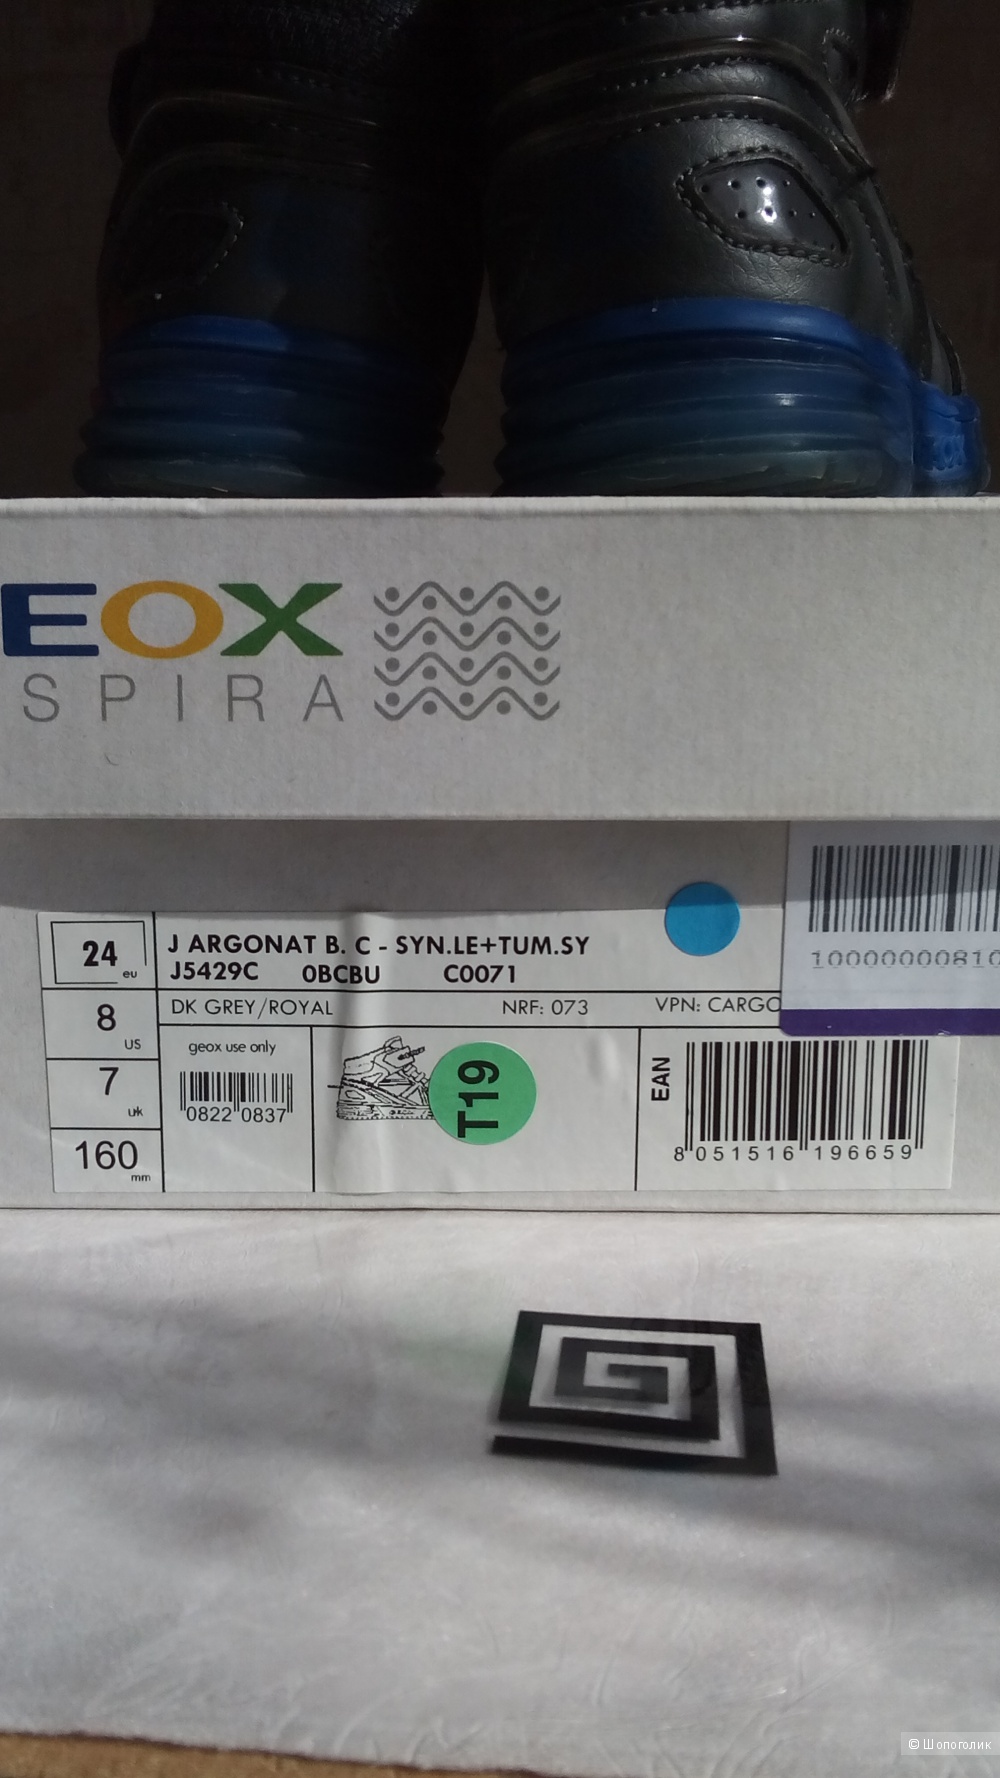 EOX
SPIRA
1000000081
24 eu
J ARGONAT B. C - SYN.LE+TUM.SY
J5429C 0BCBU C0071
8 US
DK GREY/ROYAL NRF: 073 VPN: CARGO
7 uk
geox use only
0822 0837
T19
EAN
8 051516 196659
160 mm
© Шопоголик